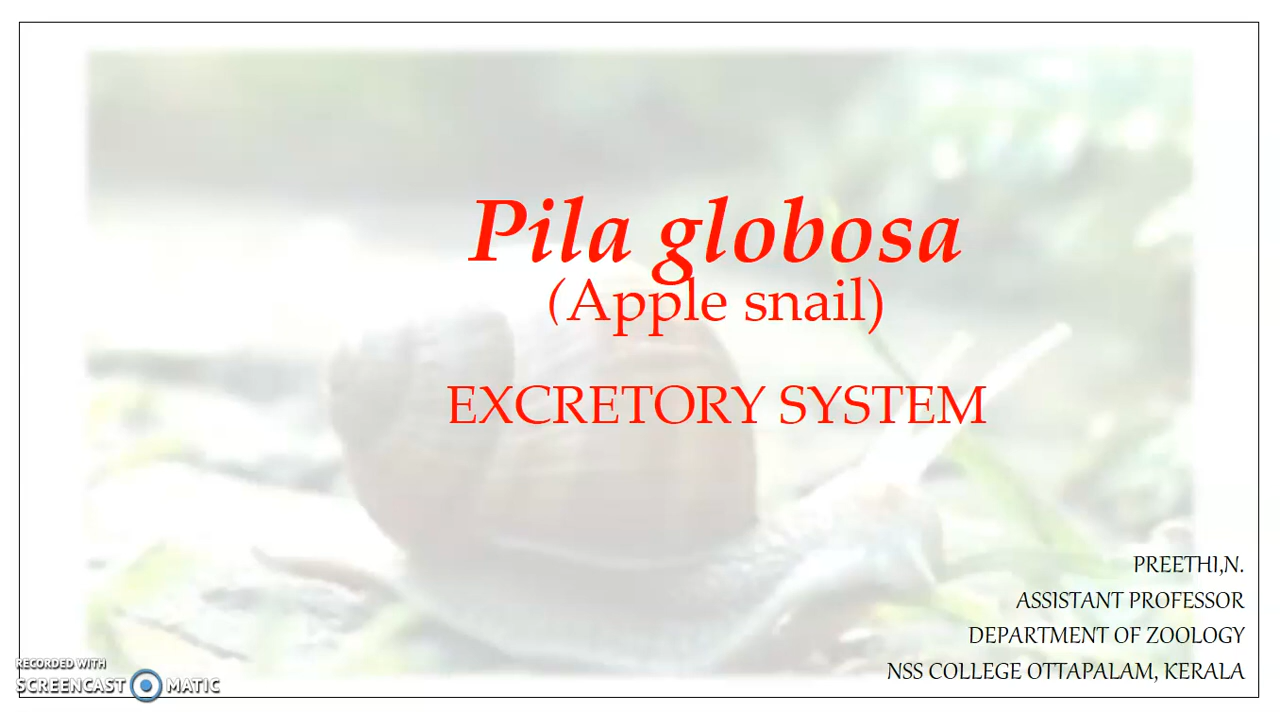 Pila globosa
(Apple snail)
EXCRETORY SYSTEM
PREETHI,N.
ASSISTANT PROFESSOR
DEPARTMENT OF ZOOLOGY
NSS COLLEGE OTTAPALAM, KERALA
RECORDED WITH
SCREENCAST MATIC